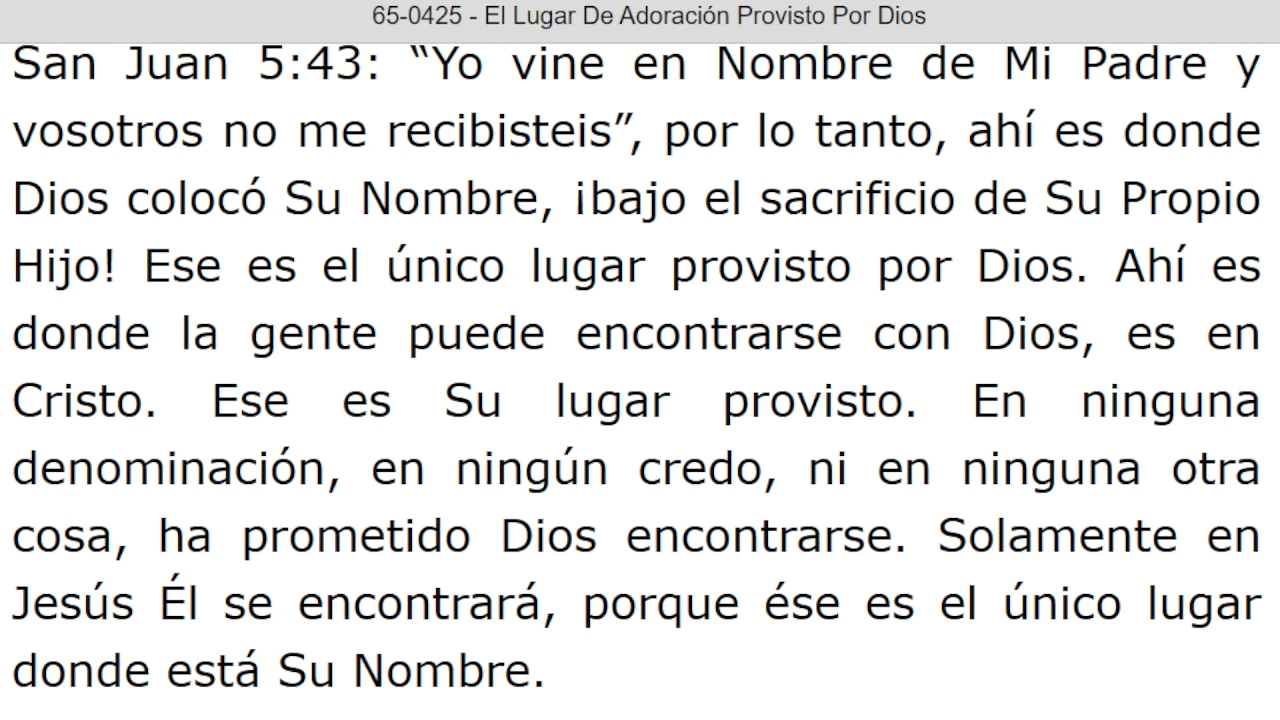 65-0425 - El Lugar De Adoración Provisto Por Dios
San Juan 5:43: “Yo vine en Nombre de Mi Padre y
vosotros no me recibisteis”, por lo tanto, ahí es donde
Dios colocó Su Nombre, ¡bajo el sacrificio de Su Propio
Hijo! Ese es el único lugar provisto por Dios. Ahí es
donde la gente puede encontrarse con Dios, es en
Cristo. Ese es Su lugar provisto. En ninguna
denominación, en ningún credo, ni en ninguna otra
cosa, ha prometido Dios encontrarse. Solamente en
Jesús Él se encontrará, porque ése es el único lugar
donde está Su Nombre.